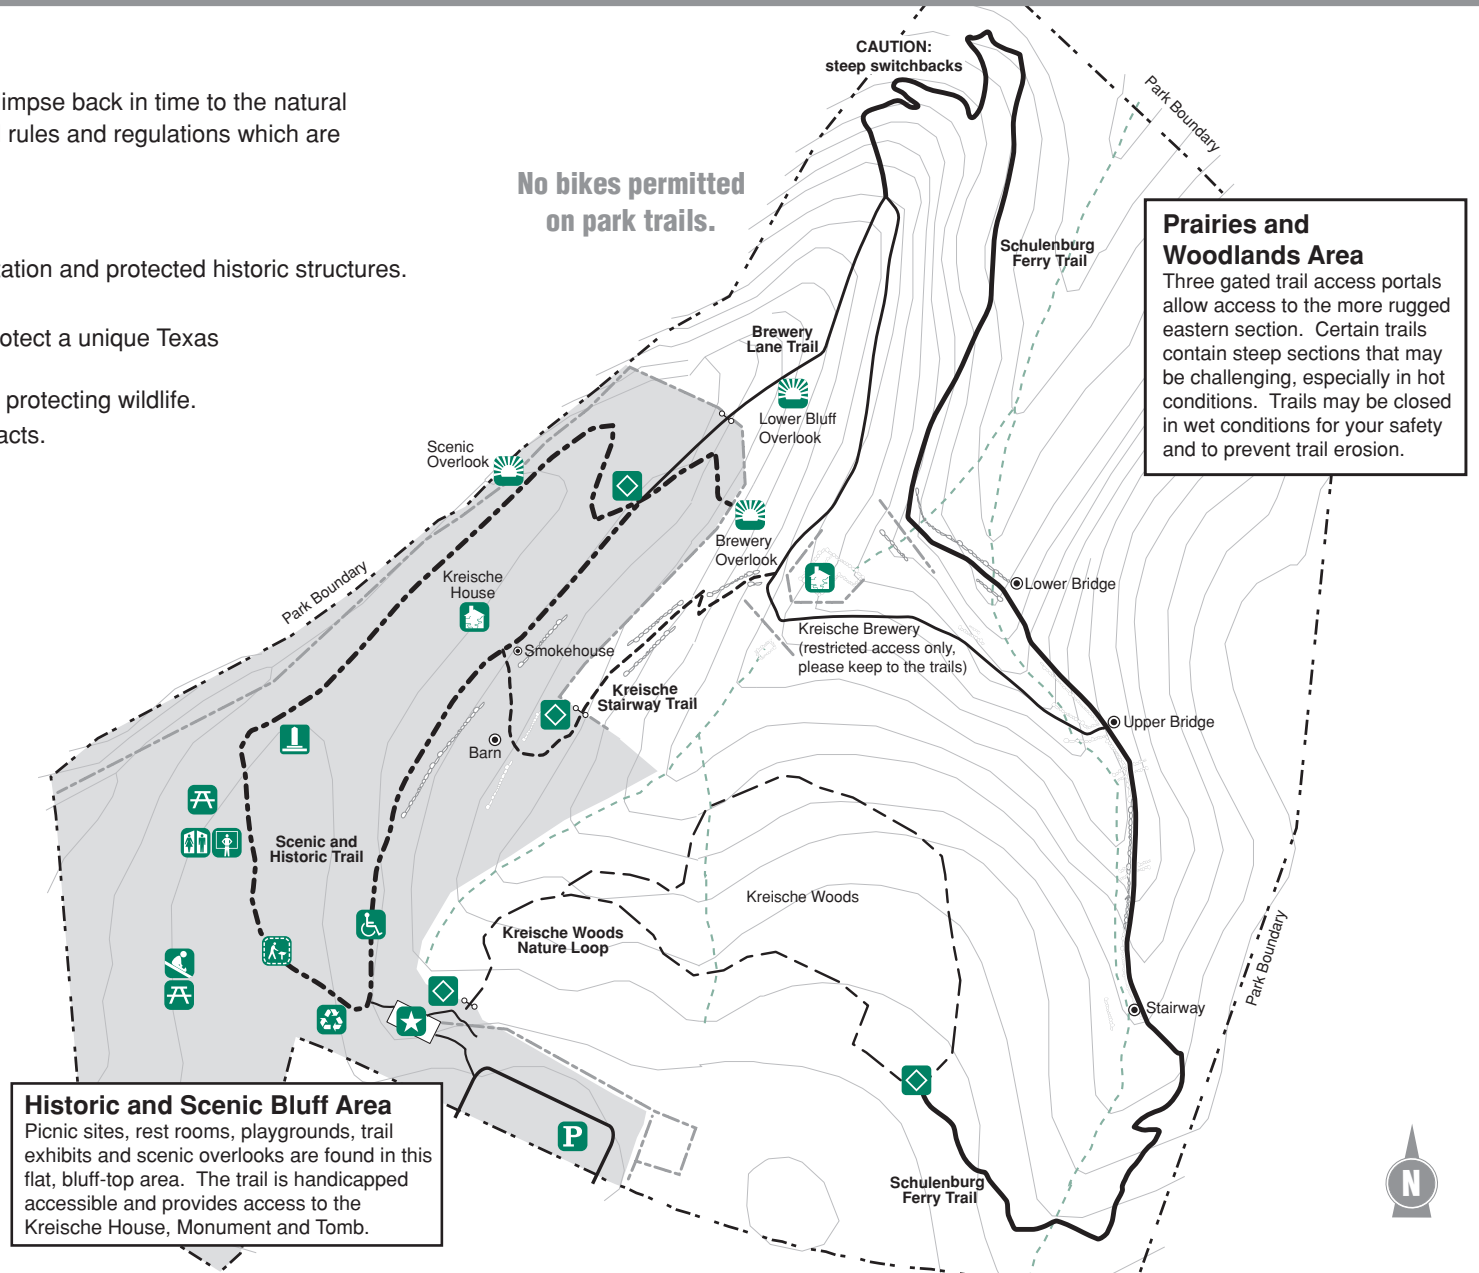 impse back in time to the natural
rules and regulations which are
ation and protected historic structures.
otect a unique Texas
protecting wildlife.
acts.
No bikes permitted
on park trails.
CAUTION:
steep switchbacks
Park Boundary
Schulenburg
Ferry Trail
Prairies and
Woodlands Area
Three gated trail access portals
allow access to the more rugged
eastern section. Certain trails
contain steep sections that may
be challenging, especially in hot
conditions. Trails may be closed
in wet conditions for your safety
and to prevent trail erosion.
Brewery
Lane Trail
Lower Bluff
Overlook
Scenic
Overlook
Brewery
Overlook
Park Boundary
Kreische
House
Lower Bridge
Smokehouse
Kreische Brewery
(restricted access only,
please keep to the trails)
Kreische
Stairway Trail
Upper Bridge
Barn
Scenic and
Historic Trail
Kreische Woods
Kreische Woods
Nature Loop
Park Boundary
Stairway
Historic and Scenic Bluff Area
Picnic sites, rest rooms, playgrounds, trail
exhibits and scenic overlooks are found in this
flat, bluff-top area. The trail is handicapped
accessible and provides access to the
Kreische House, Monument and Tomb.
P
Schulenburg
Ferry Trail
N